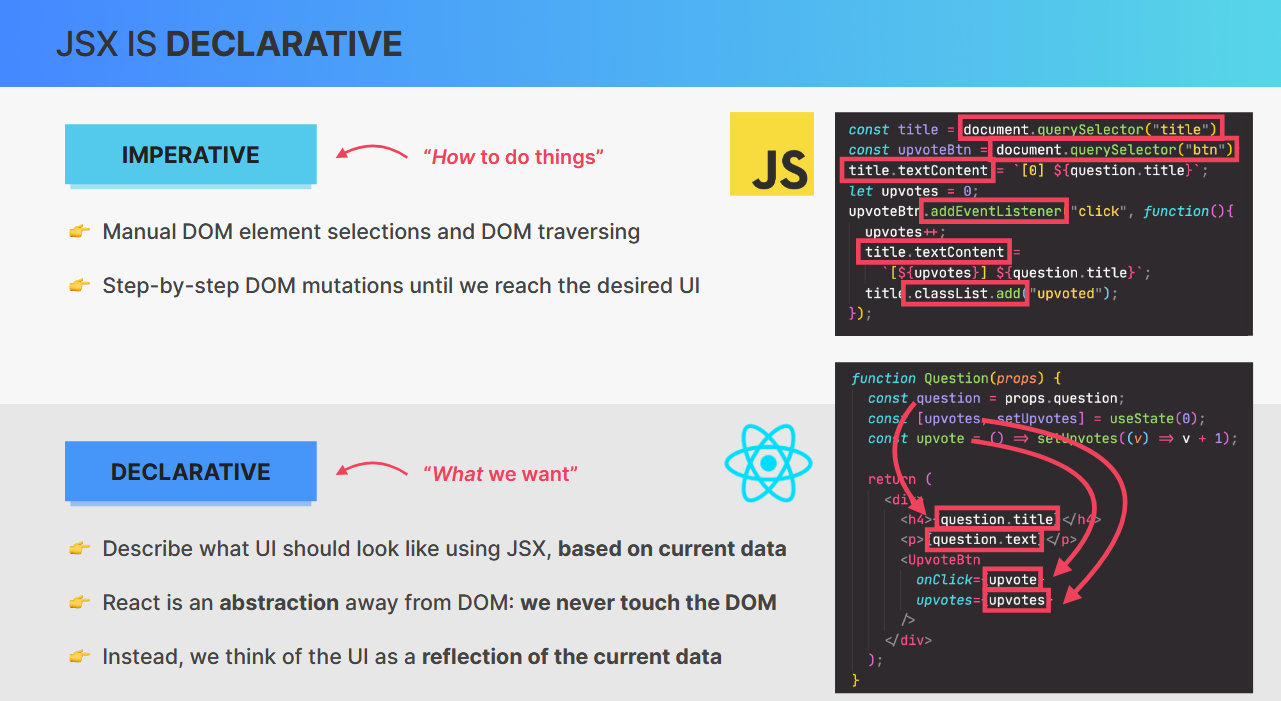 JSX IS DECLARATIVE
IMPERATIVE
“How to do things”
👉 Manual DOM element selections and DOM traversing
👉 Step-by-step DOM mutations until we reach the desired UI
JS
const title = document.querySelector("title")
const upvoteBtn = document.querySelector("btn")
title.textContent = `[0] ${question.title}`;
let upvotes = 0;
upvoteBtn.addEventListener "click", function(){
upvotes++;
title.textContent =
`[${upvotes}] ${question.title}`;
title.classList.add("upvoted");
});
DECLARATIVE
“What we want”
👉 Describe what UI should look like using JSX, based on current data
👉 React is an abstraction away from DOM: we never touch the DOM
👉 Instead, we think of the UI as a reflection of the current data
function Question(props) {
const question = props.question;
const [upvotes, setUpvotes] = useState(0);
const upvote = () => setUpvotes((v) => v + 1);
return (
<div>
<h4>{question.title}</h4>
<p>{question.text}</p>
<UpvoteBtn
onClick={upvote}
upvotes={upvotes}
/>
</div>
);
}